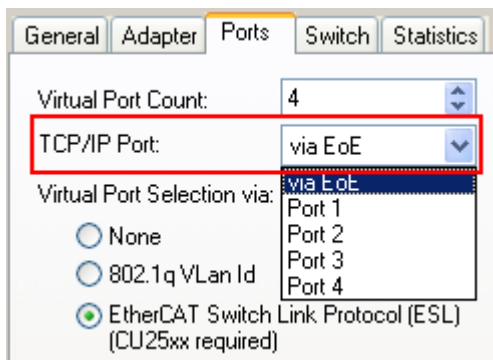 General Adapter Ports Switch Statistics
Virtual Port Count: 4
TCP/IP Port: via EoE
via EoE
Virtual Port Selection via: Port 1
Port 2
None Port 3
802.1q VLan Id Port 4
EtherCAT Switch Link Protocol (ESL)
(CU25xx required)